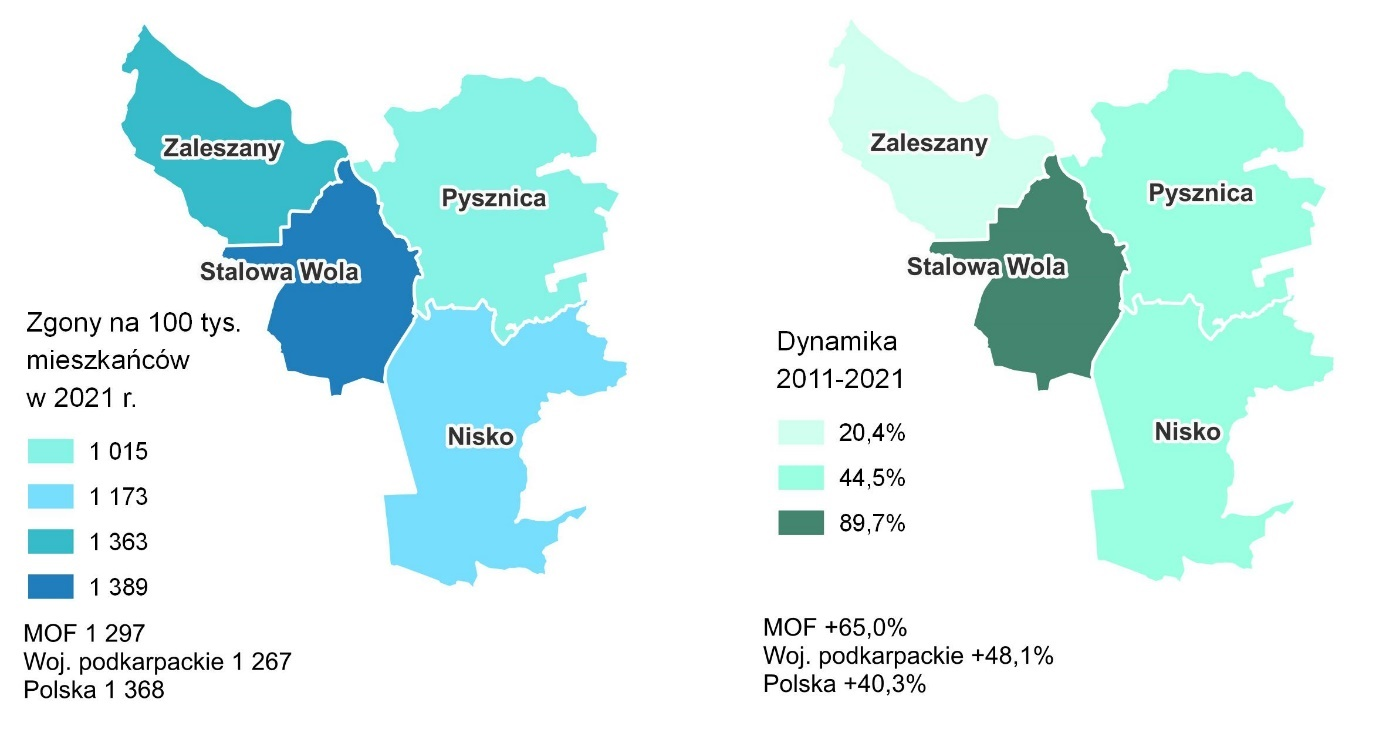 Zaleszany
Pysznica
Stalowa Wola
Nisko
Zgony na 100 tys.
mieszkańców
w 2021 r.
1 015
1 173
1 363
1 389
MOF 1 297
Woj. podkarpackie 1 267
Polska 1 368
Zaleszany
Pysznica
Stalowa Wola
Nisko
Dynamika
2011-2021
20,4%
44,5%
89,7%
MOF +65,0%
Woj. podkarpackie +48,1%
Polska +40,3%